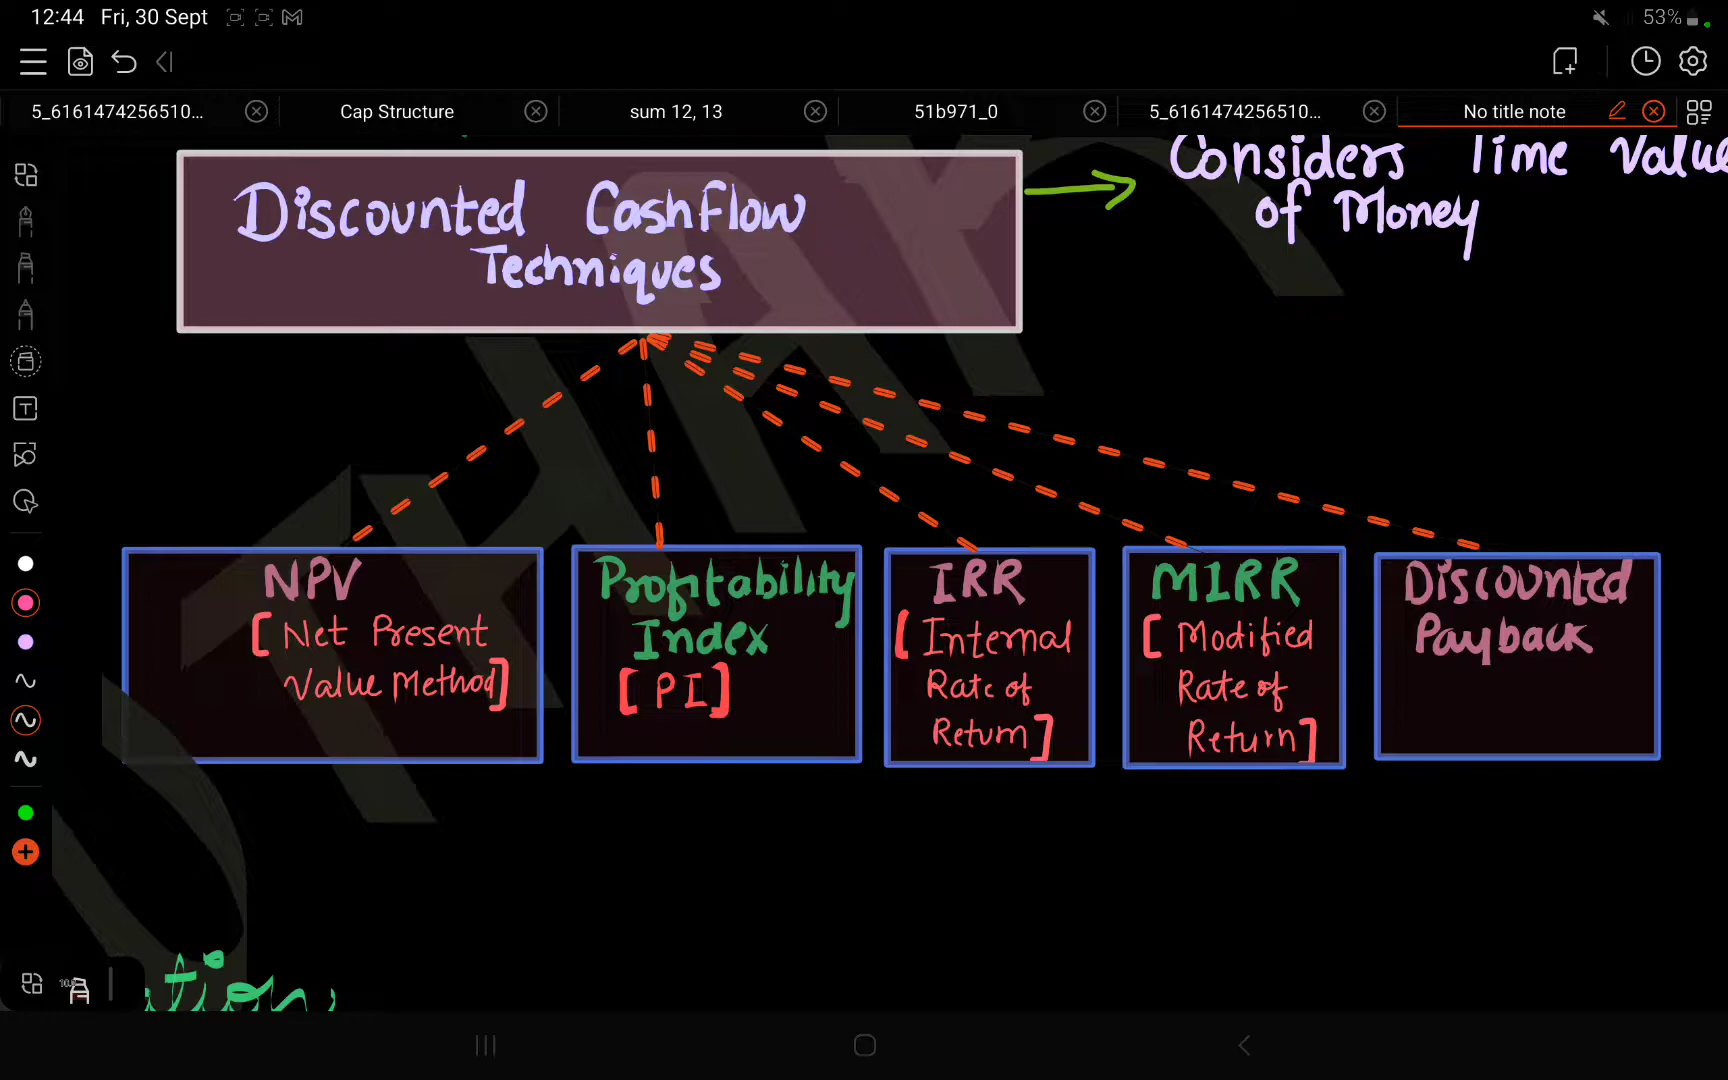 12:44 Fri, 30 Sept
53%
5_6161474256510...
Cap Structure
sum 12, 13
51b971_0
5_6161474256510...
No title note
Discounted Cashflow
Techniques
Considers Time Value
of Money
NPV
[Net Present
Value Method]
Profitability
Index
[PI]
IRR
[Internal
Rate of
Return]
MIRR
[Modified
Rate of
Return]
Discounted
Payback